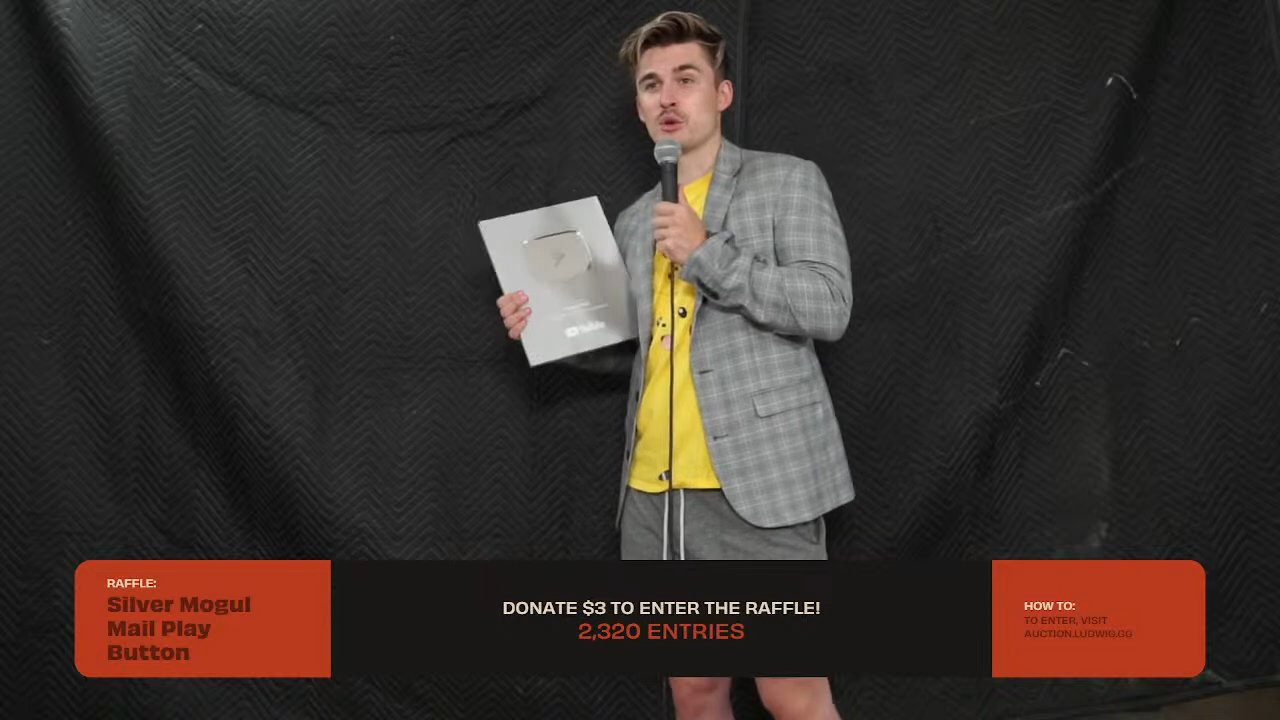 YouTube
RAFFLE:
Silver Mogul
Mail Play
Button
DONATE $3 TO ENTER THE RAFFLE!
2,320 ENTRIES
HOW TO:
TO ENTER, VISIT
AUCTION.LUDWIG.GG